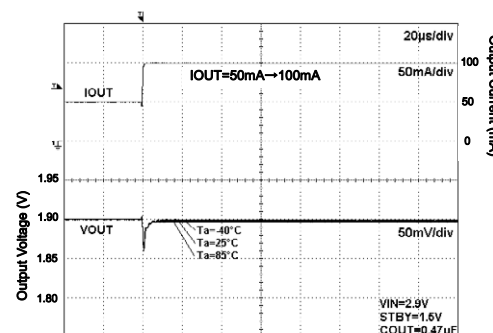 20µs/div
IOUT=50mA→100mA
50mA/div
100
IOUT
50
0
Output Current (mA)
1.95
1.90
VOUT
50mV/div
Ta=-40°C
Ta=25°C
1.85
Ta=85°C
Output Voltage (V)
1.80
VIN=2.9V
STBY=1.5V
COUT=0.47µF